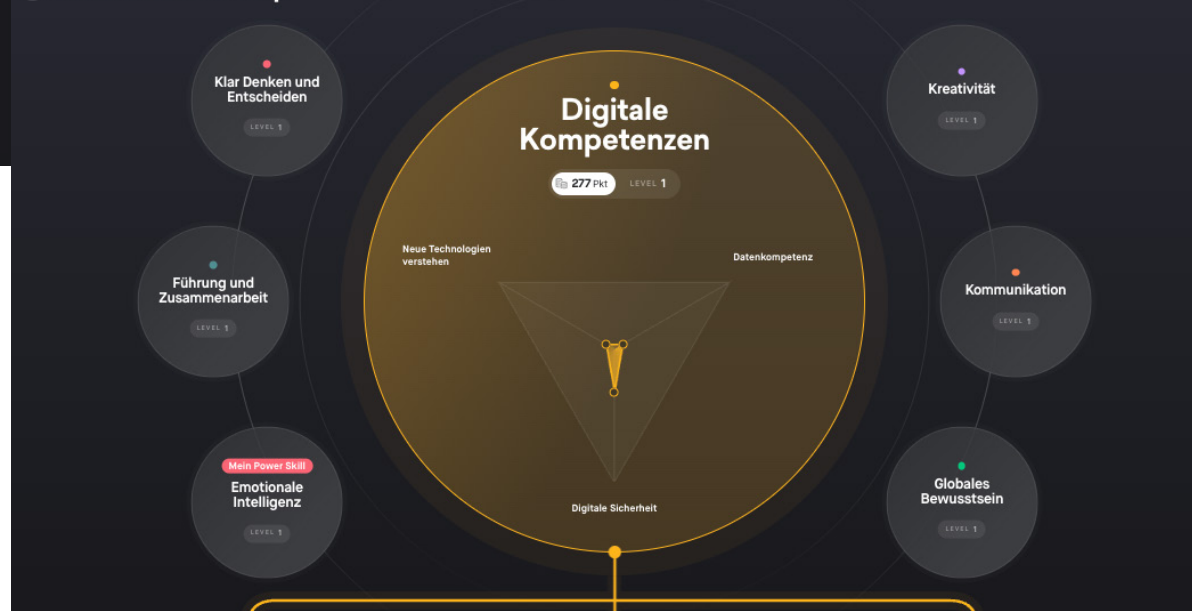 Klar Denken und
Entscheiden
LEVEL 1
Führung und
Zusammenarbeit
LEVEL 1
Mein Power Skill
Emotionale
Intelligenz
LEVEL 1
Digitale
Kompetenzen
277 Pkt LEVEL 1
Neue Technologien
verstehen
Datenkompetenz
Digitale Sicherheit
Kreativität
LEVEL 1
Kommunikation
LEVEL 1
Globales
Bewusstsein
LEVEL 1